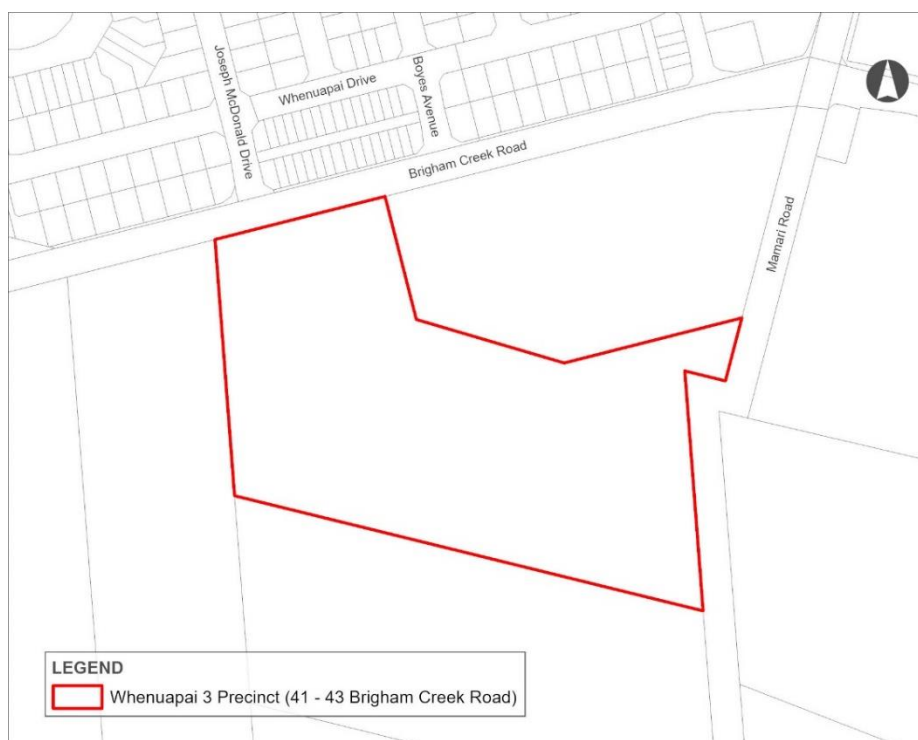 Joseph McDonald Drive
Boyes Avenue
Whenuapai Drive
Brigham Creek Road
Mamari Road
LEGEND
Whenuapai 3 Precinct (41 - 43 Brigham Creek Road)